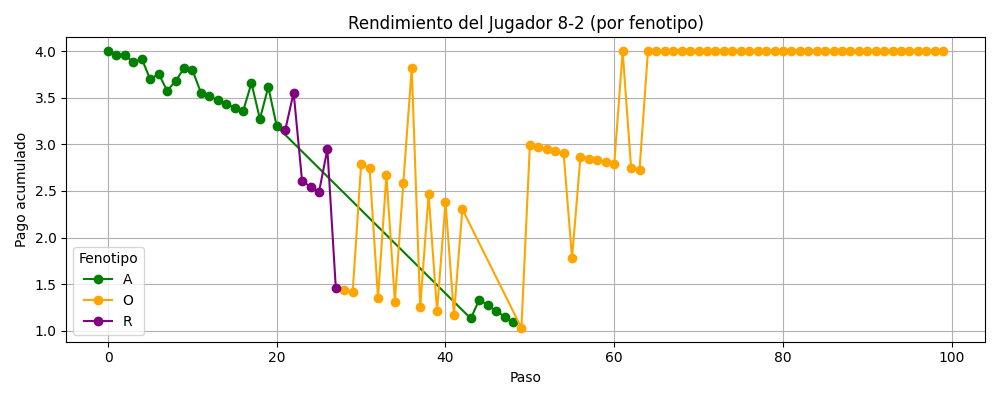 Rendimiento del Jugador 8-2 (por fenotipo)
Pago acumulado
4.0
3.5
3.0
2.5
2.0
1.5
1.0
Fenotipo
A
O
R
0
20
40
60
80
100
Paso